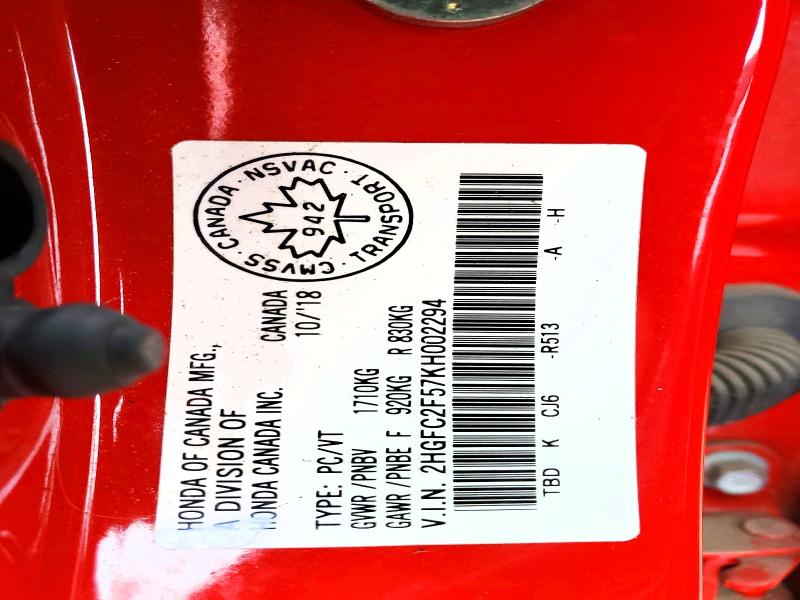 HONDA OF CANADA MFG.,
A DIVISION OF
HONDA CANADA INC.
CANADA
10/'18
CMVSS · CANADA · NSVAC · TRANSPORT ·
942
TYPE: PC/VT
GVWR/PNBV 1710KG
GAWR/PNBE F 920KG R 830KG
V.I.N. 2HGFC2F57KH002294
TBD K CJ6 -R513 -A -H